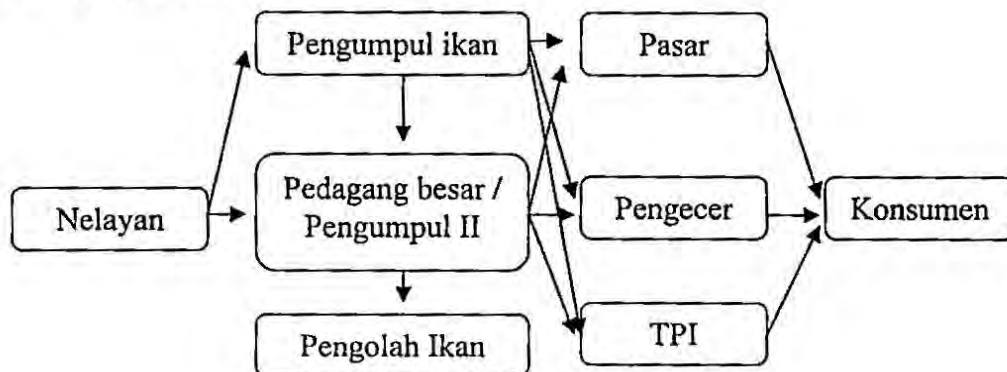 Pengumpul ikan
Pasar
Nelayan
Pedagang besar /
Pengumpul II
Pengecer
Konsumen
Pengolah Ikan
TPI